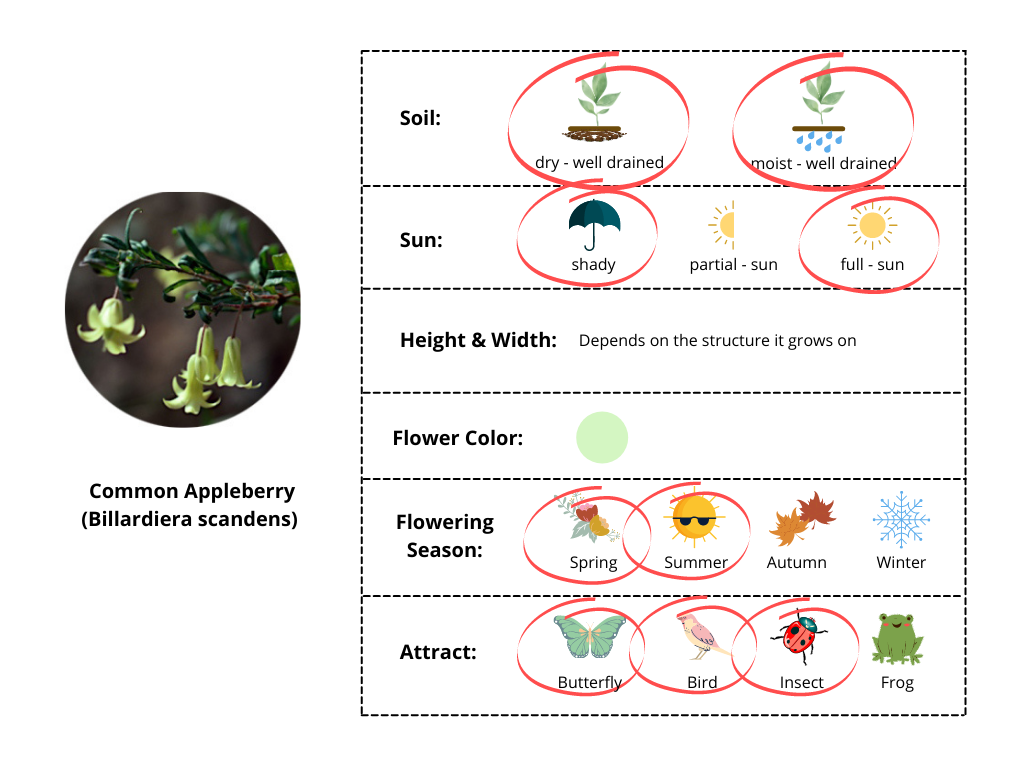 Soil:
dry - well drained
moist - well drained
Sun:
shady
partial - sun
full - sun
Height & Width:
Depends on the structure it grows on
Flower Color:
Common Appleberry
(Billardiera scandens)
Flowering
Season:
Spring
Summer
Autumn
Winter
Attract:
Butterfly
Bird
Insect
Frog